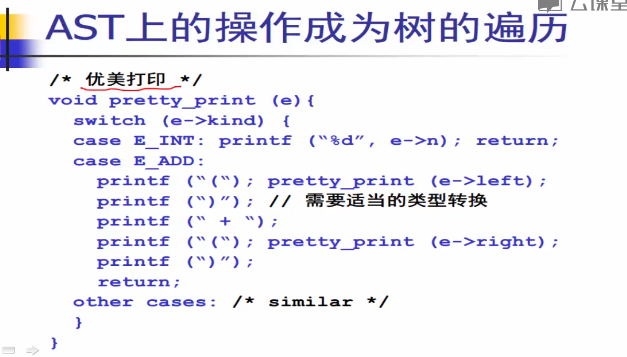 云课堂
AST上的操作成为树的遍历
/* 优美打印 */
void pretty_print (e){
switch (e->kind) {
case E_INT: printf (“%d”, e->n); return;
case E_ADD:
printf (“(“); pretty_print (e->left);
printf (“)”); // 需要适当的类型转换
printf (“ + “);
printf (“(“); pretty_print (e->right);
printf (“)”);
return;
other cases: /* similar */
}
}